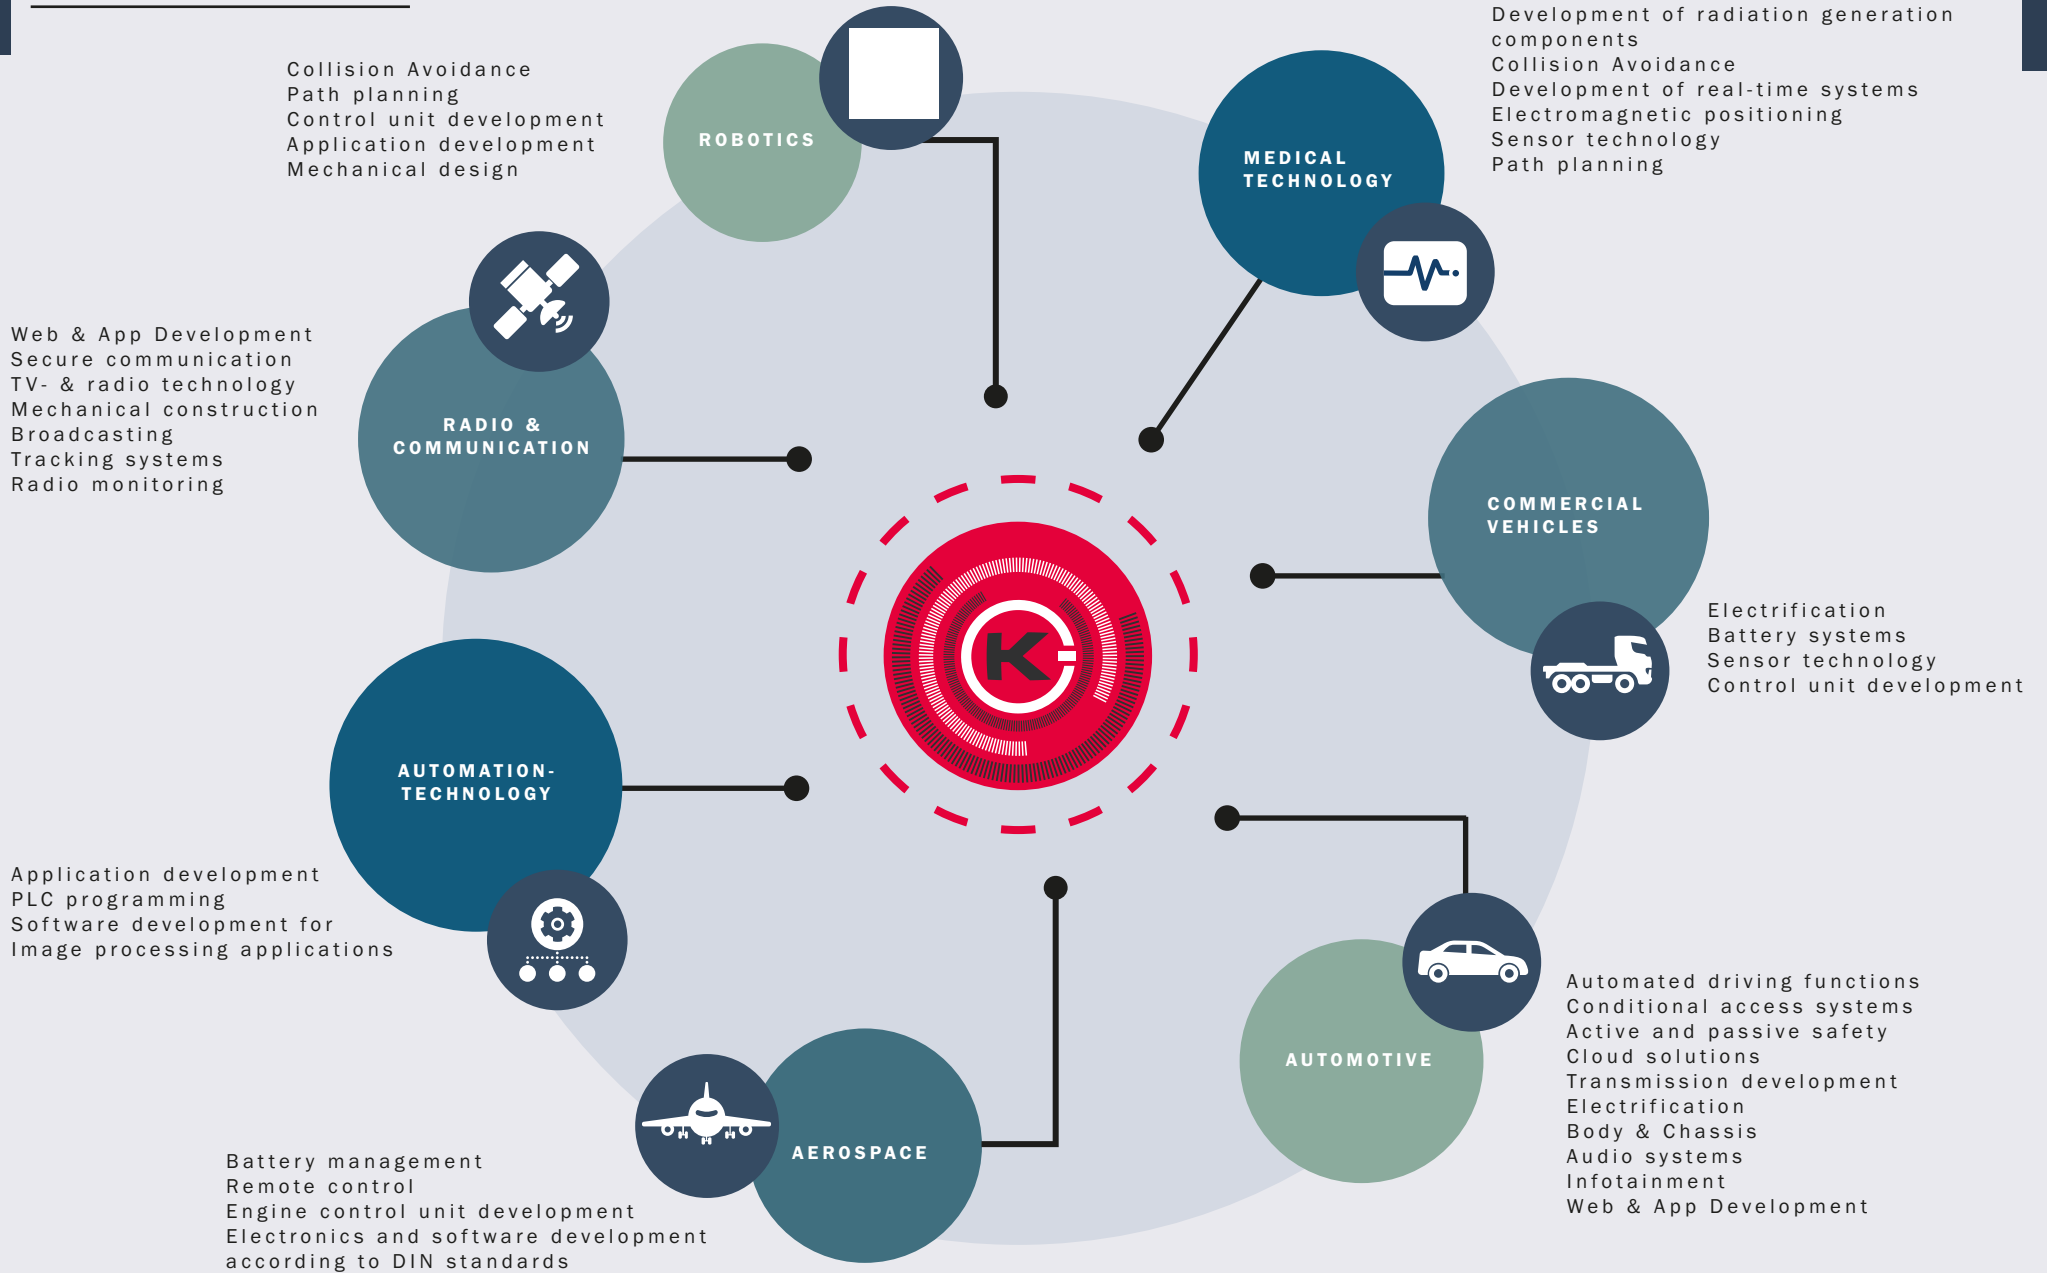 Collision Avoidance
Path planning
Control unit development
Application development
Mechanical design
ROBOTICS
Development of radiation generation
components
Collision Avoidance
Development of real-time systems
Electromagnetic positioning
Sensor technology
Path planning
MEDICAL
TECHNOLOGY
Web & App Development
Secure communication
TV- & radio technology
Mechanical construction
Broadcasting
Tracking systems
Radio monitoring
RADIO &
COMMUNICATION
COMMERCIAL
VEHICLES
Electrification
Battery systems
Sensor technology
Control unit development
K
AUTOMATION-
TECHNOLOGY
Application development
PLC programming
Software development for
Image processing applications
AUTOMOTIVE
Automated driving functions
Conditional access systems
Active and passive safety
Cloud solutions
Transmission development
Electrification
Body & Chassis
Audio systems
Infotainment
Web & App Development
AEROSPACE
Battery management
Remote control
Engine control unit development
Electronics and software development
according to DIN standards